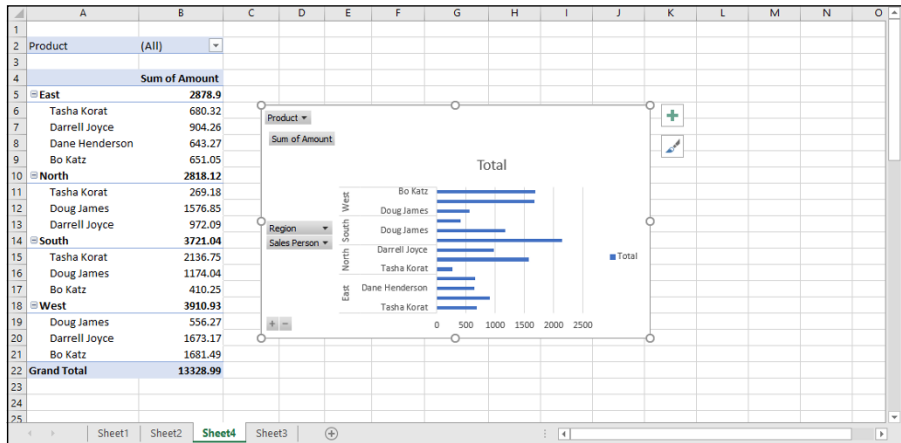 A B C D E F G H I J K L M N O
1
2 Product (All)
3
4 Sum of Amount
5 East 2878.9
6 Tasha Korat 680.32
7 Darrell Joyce 904.26
8 Dane Henderson 643.27
9 Bo Katz 651.05
10 North 2818.12
11 Tasha Korat 269.18
12 Doug James 1576.85
13 Darrell Joyce 972.09
14 South 3721.04
15 Tasha Korat 2136.75
16 Doug James 1174.04
17 Bo Katz 410.25
18 West 3910.93
19 Doug James 556.27
20 Darrell Joyce 1673.17
21 Bo Katz 1681.49
22 Grand Total 13328.99
23
24
25
Product
Sum of Amount
Total
Region
Sales Person
West
South
North
East
Bo Katz
Doug James
Doug James
Darrell Joyce
Tasha Korat
Dane Henderson
Tasha Korat
0 500 1000 1500 2000 2500
Total
Sheet1 Sheet2 Sheet4 Sheet3